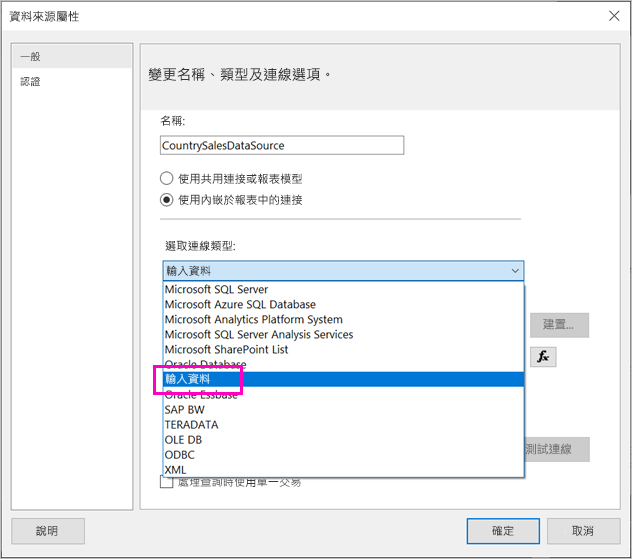 資料來源屬性
一般
認證
變更名稱、類型及連線選項。
名稱:
CountrySalesDataSource
使用共用連接或報表模型
使用內嵌於報表中的連接
選取連線類型:
輸入資料
Microsoft SQL Server
Microsoft Azure SQL Database
Microsoft Analytics Platform System
Microsoft SQL Server Analysis Services
Microsoft SharePoint List
Oracle Database
輸入資料
Oracle Essbase
SAP BW
TERADATA
OLE DB
ODBC
XML
建置...
fx
測試連線
處理查詢時使用單一交易
說明
確定
取消